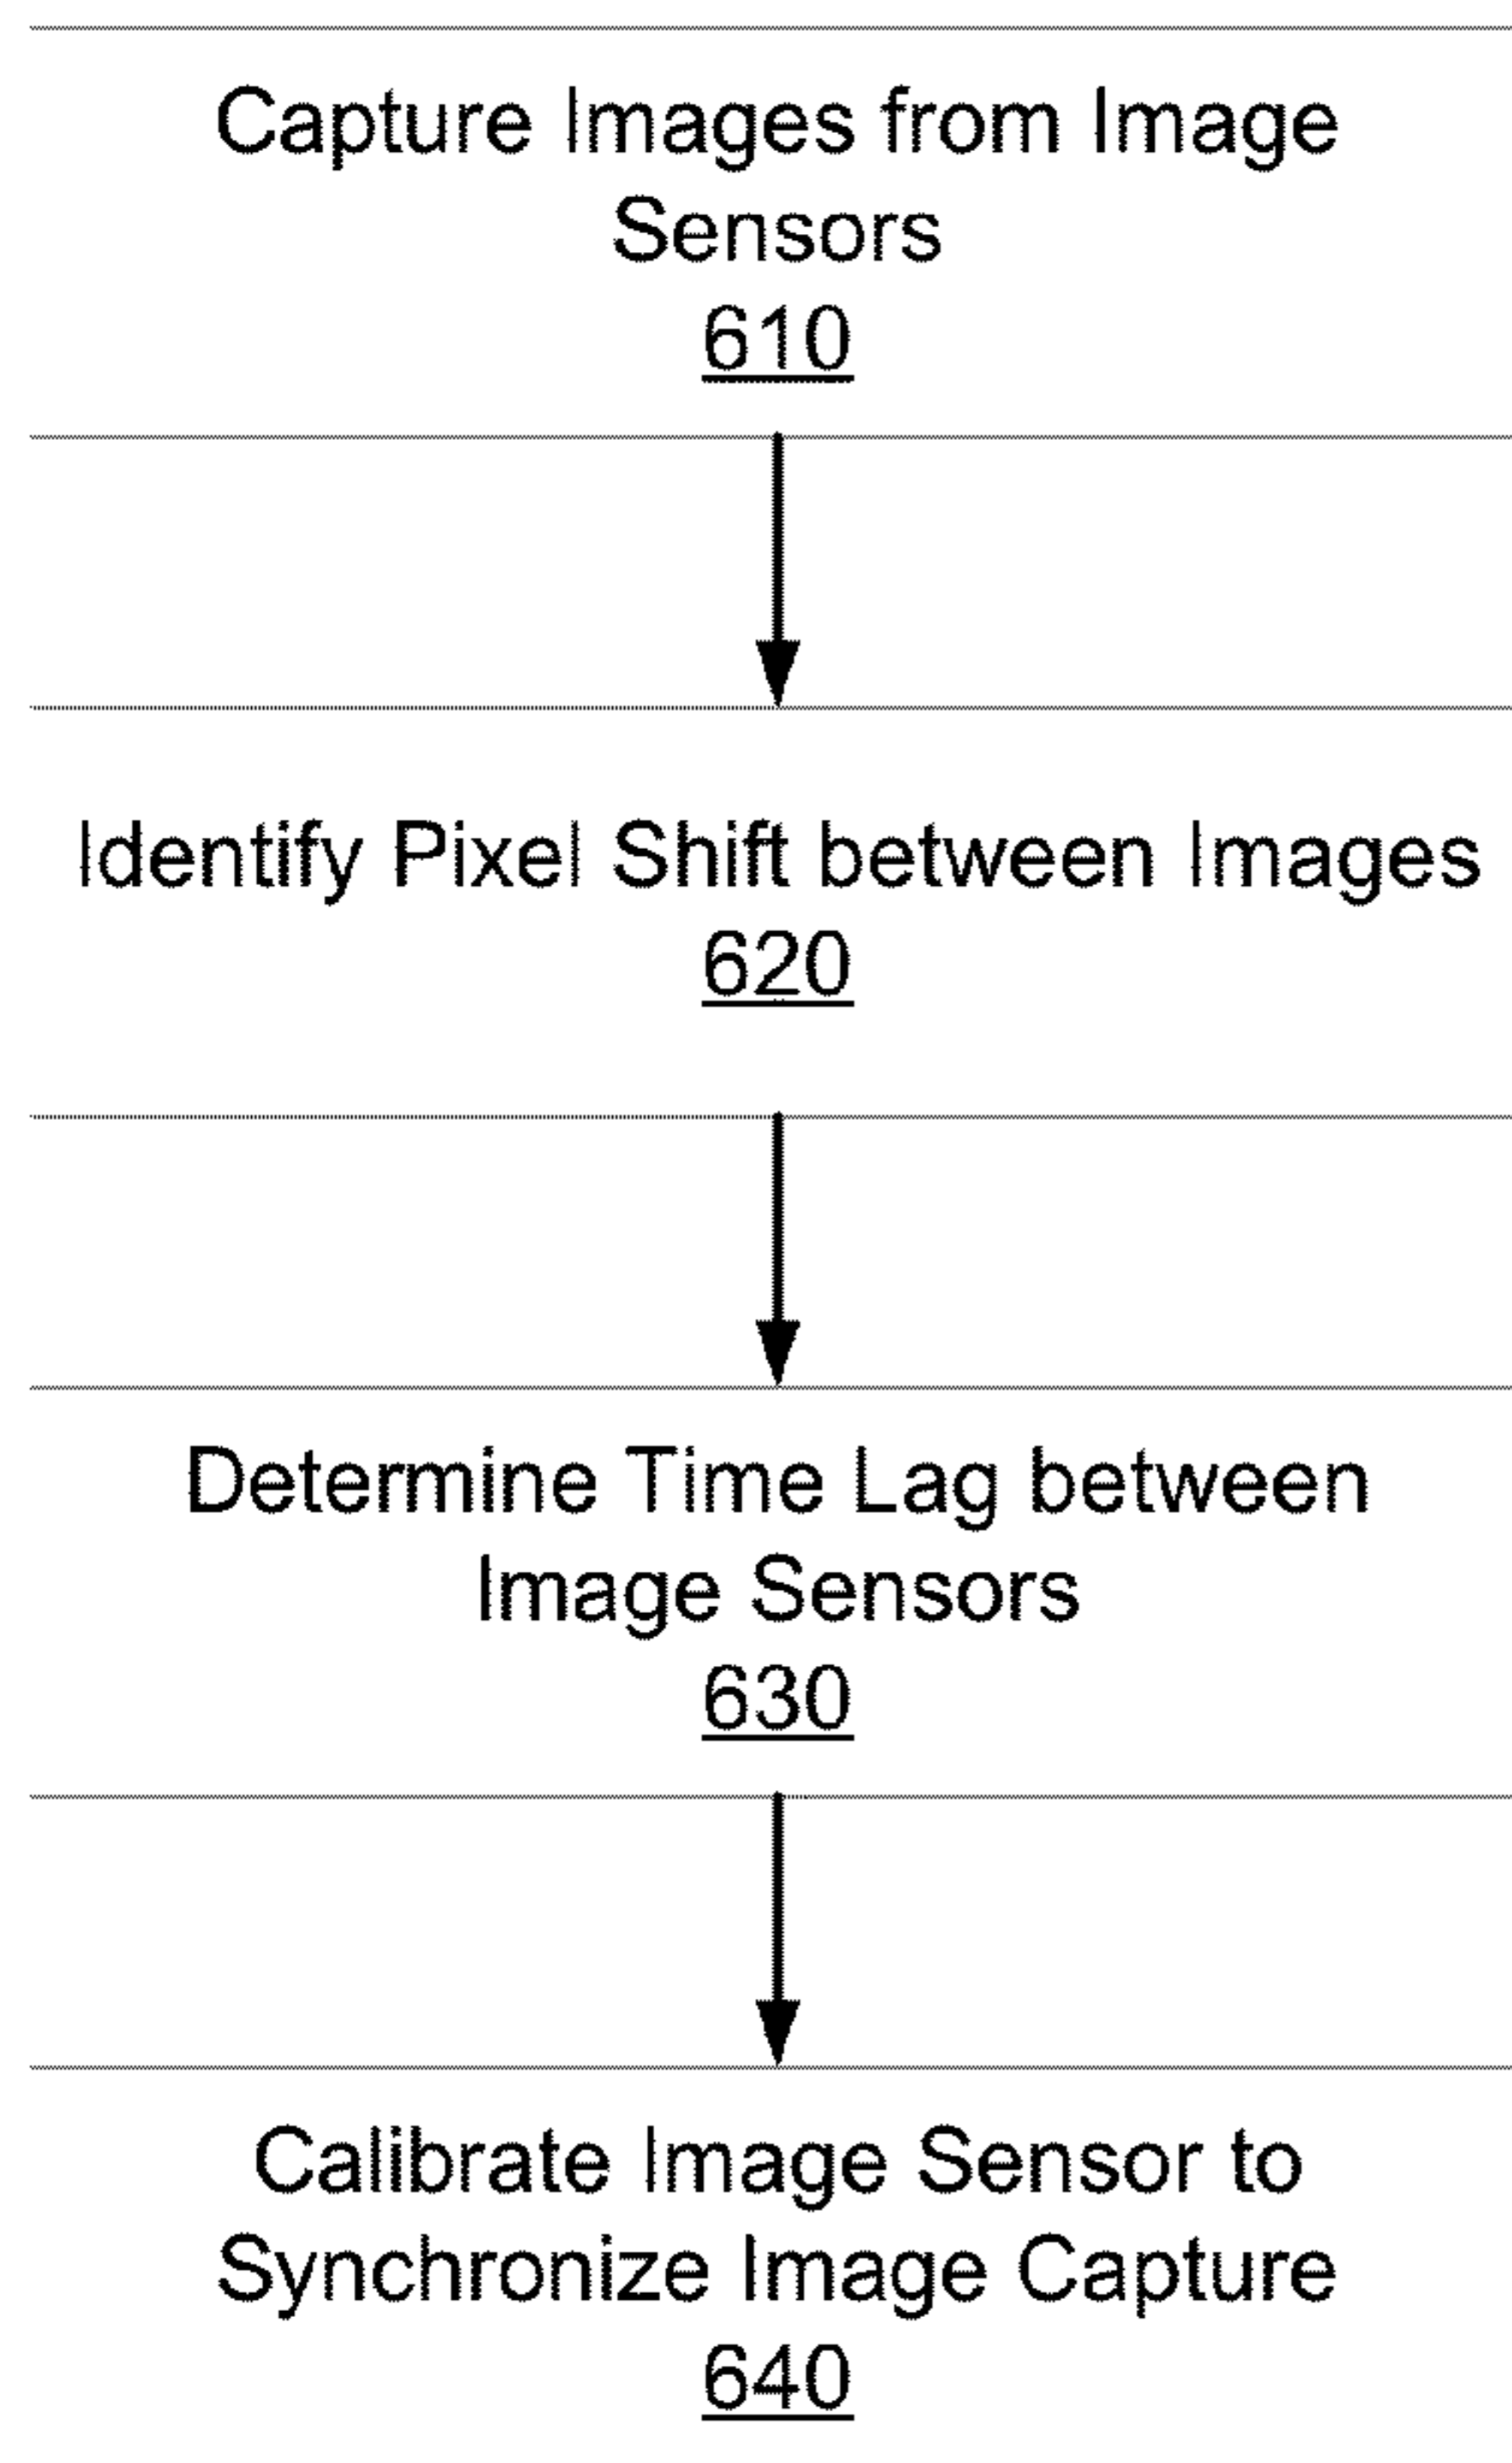 Capture Images from Image
Sensors
610
Identify Pixel Shift between Images
620
Determine Time Lag between
Image Sensors
630
Calibrate Image Sensor to
Synchronize Image Capture
640